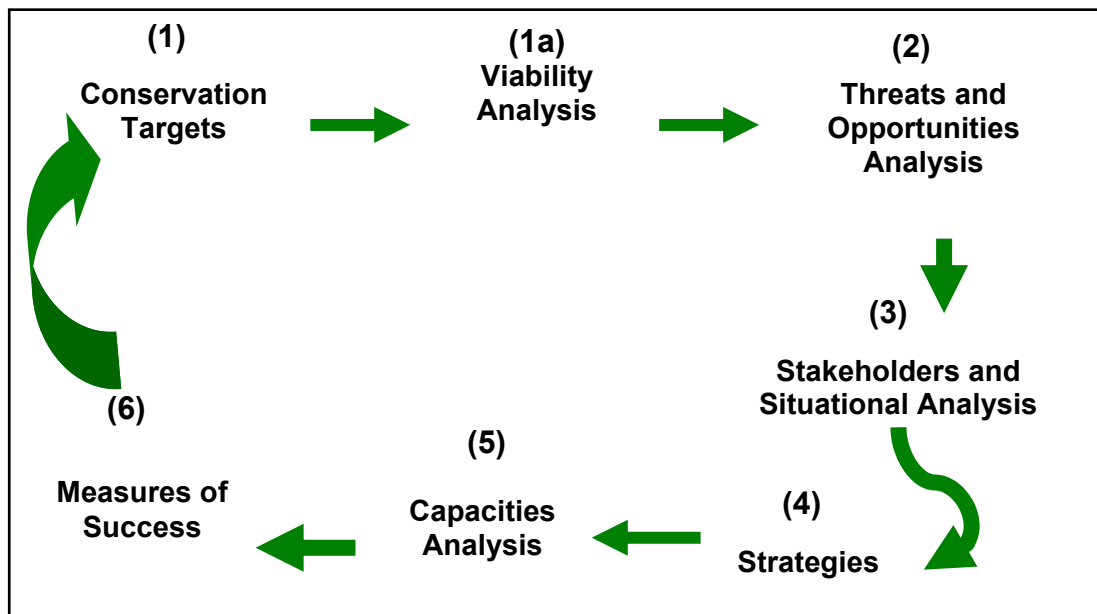 (1)
Conservation
Targets
(1a)
Viability
Analysis
(2)
Threats and
Opportunities
Analysis
(3)
Stakeholders and
Situational Analysis
(4)
Strategies
(5)
Capacities
Analysis
(6)
Measures of
Success